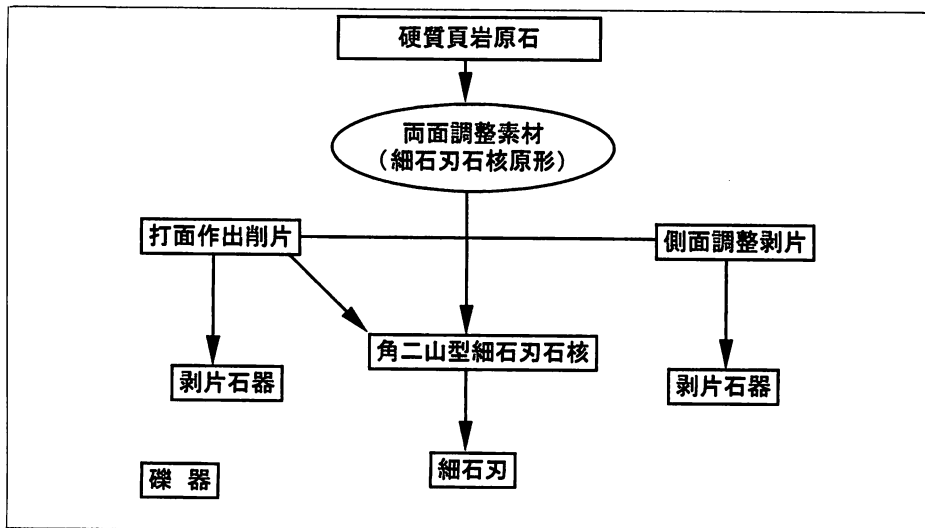 硬質頁岩原石
両面調整素材
（細石刃石核原形）
打面作出削片
側面調整剥片
角二山型細石刃石核
剥片石器
剥片石器
細石刃
礫 器